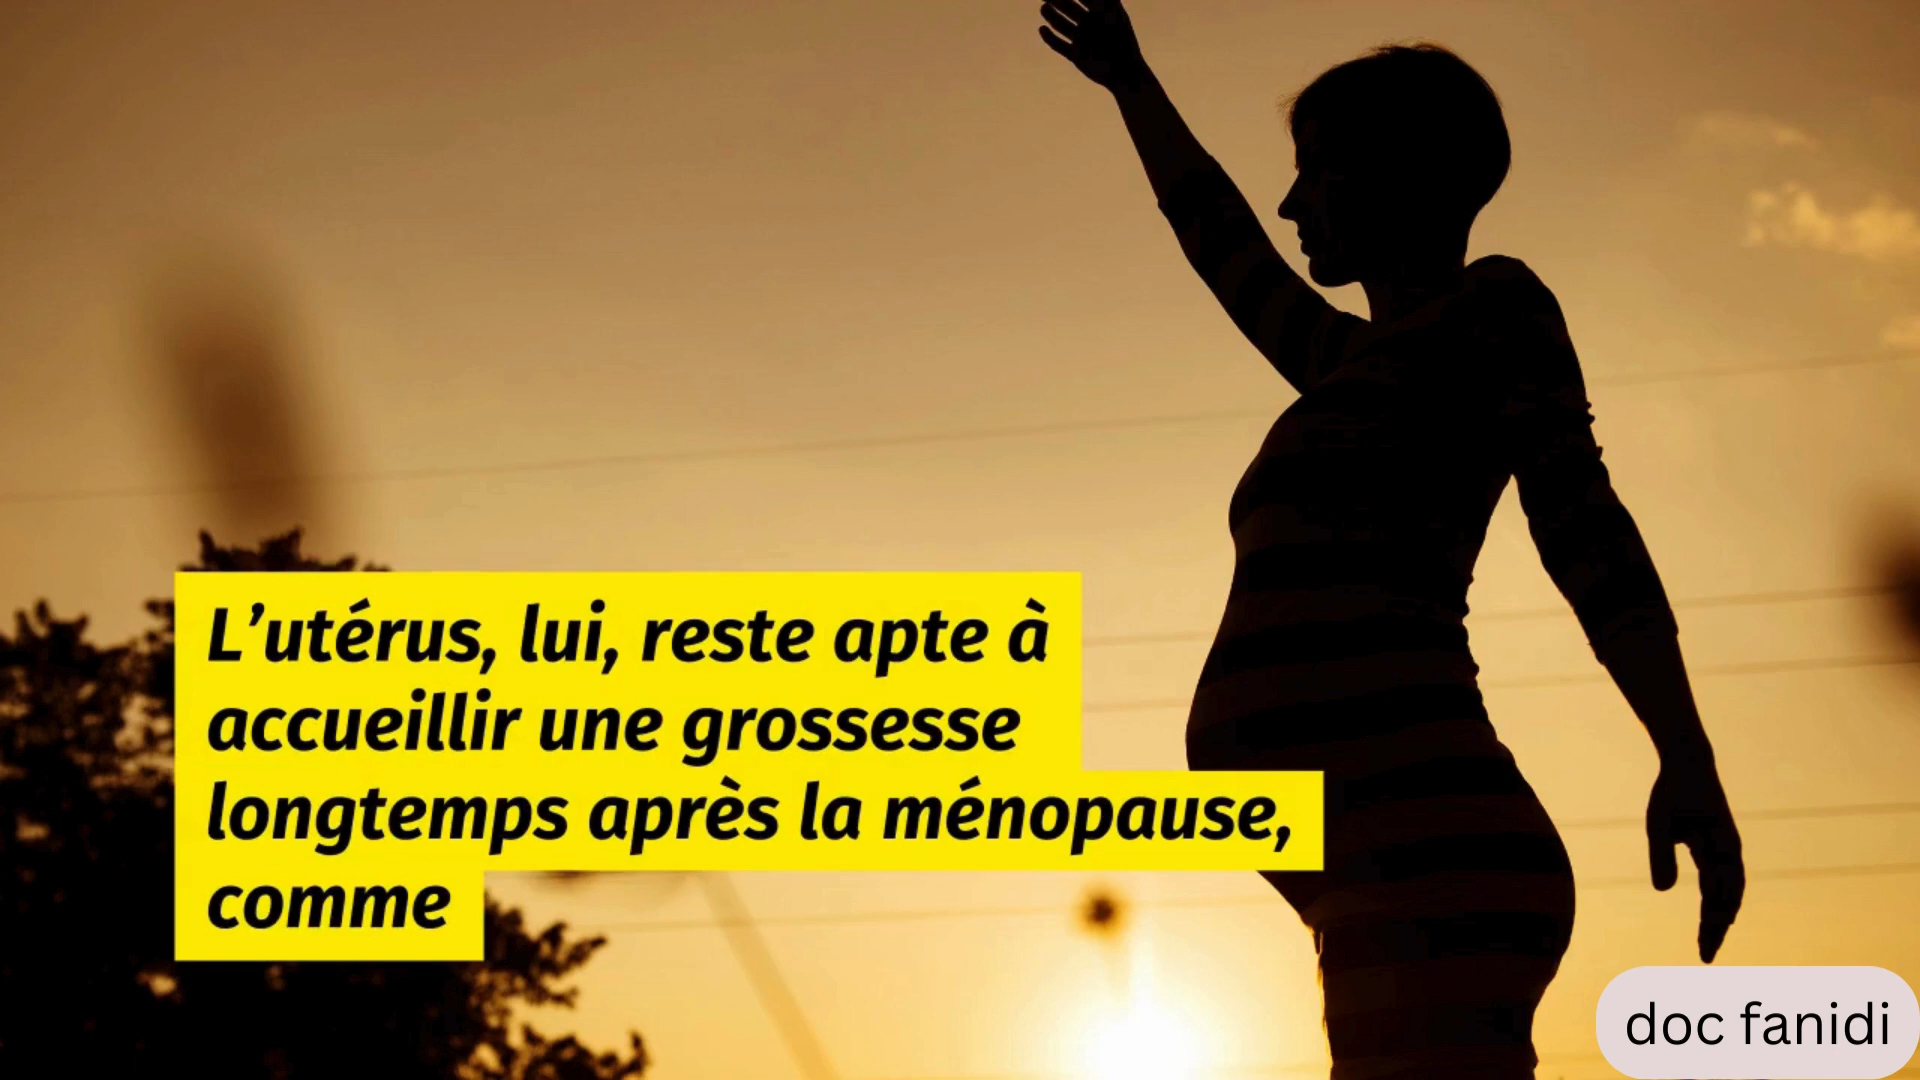 L’utérus, lui, reste apte à
accueillir une grossesse
longtemps après la ménopause,
comme
doc fanidi